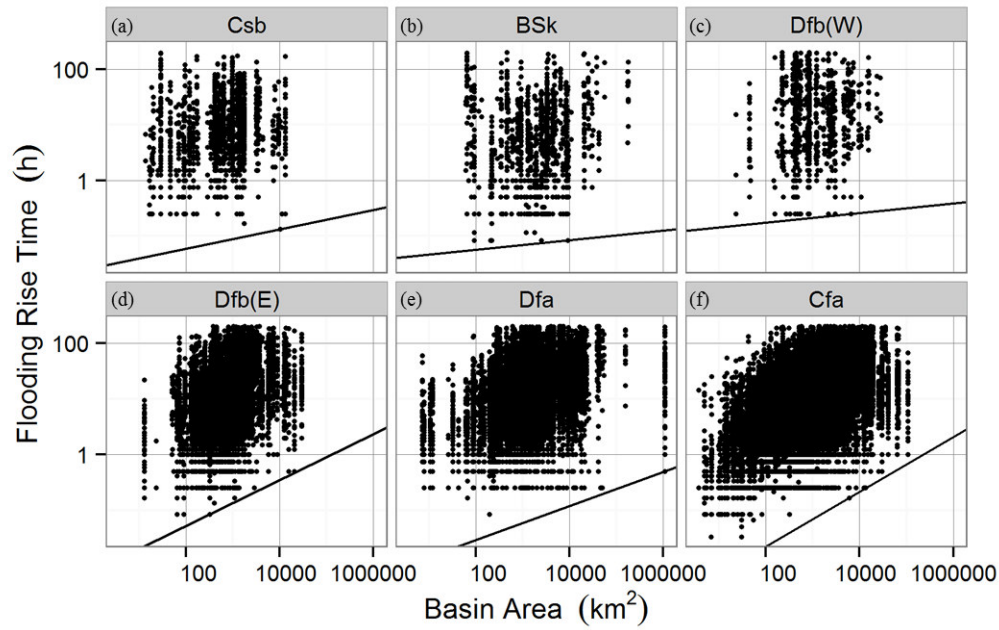 (a) Csb
(b) BSk
(c) Dfb(W)
100
1
(d) Dfb(E)
(e) Dfa
(f) Cfa
100
1
Flooding Rise Time (h)
100 10000 1000000
100 10000 1000000
100 10000 1000000
Basin Area (km²)